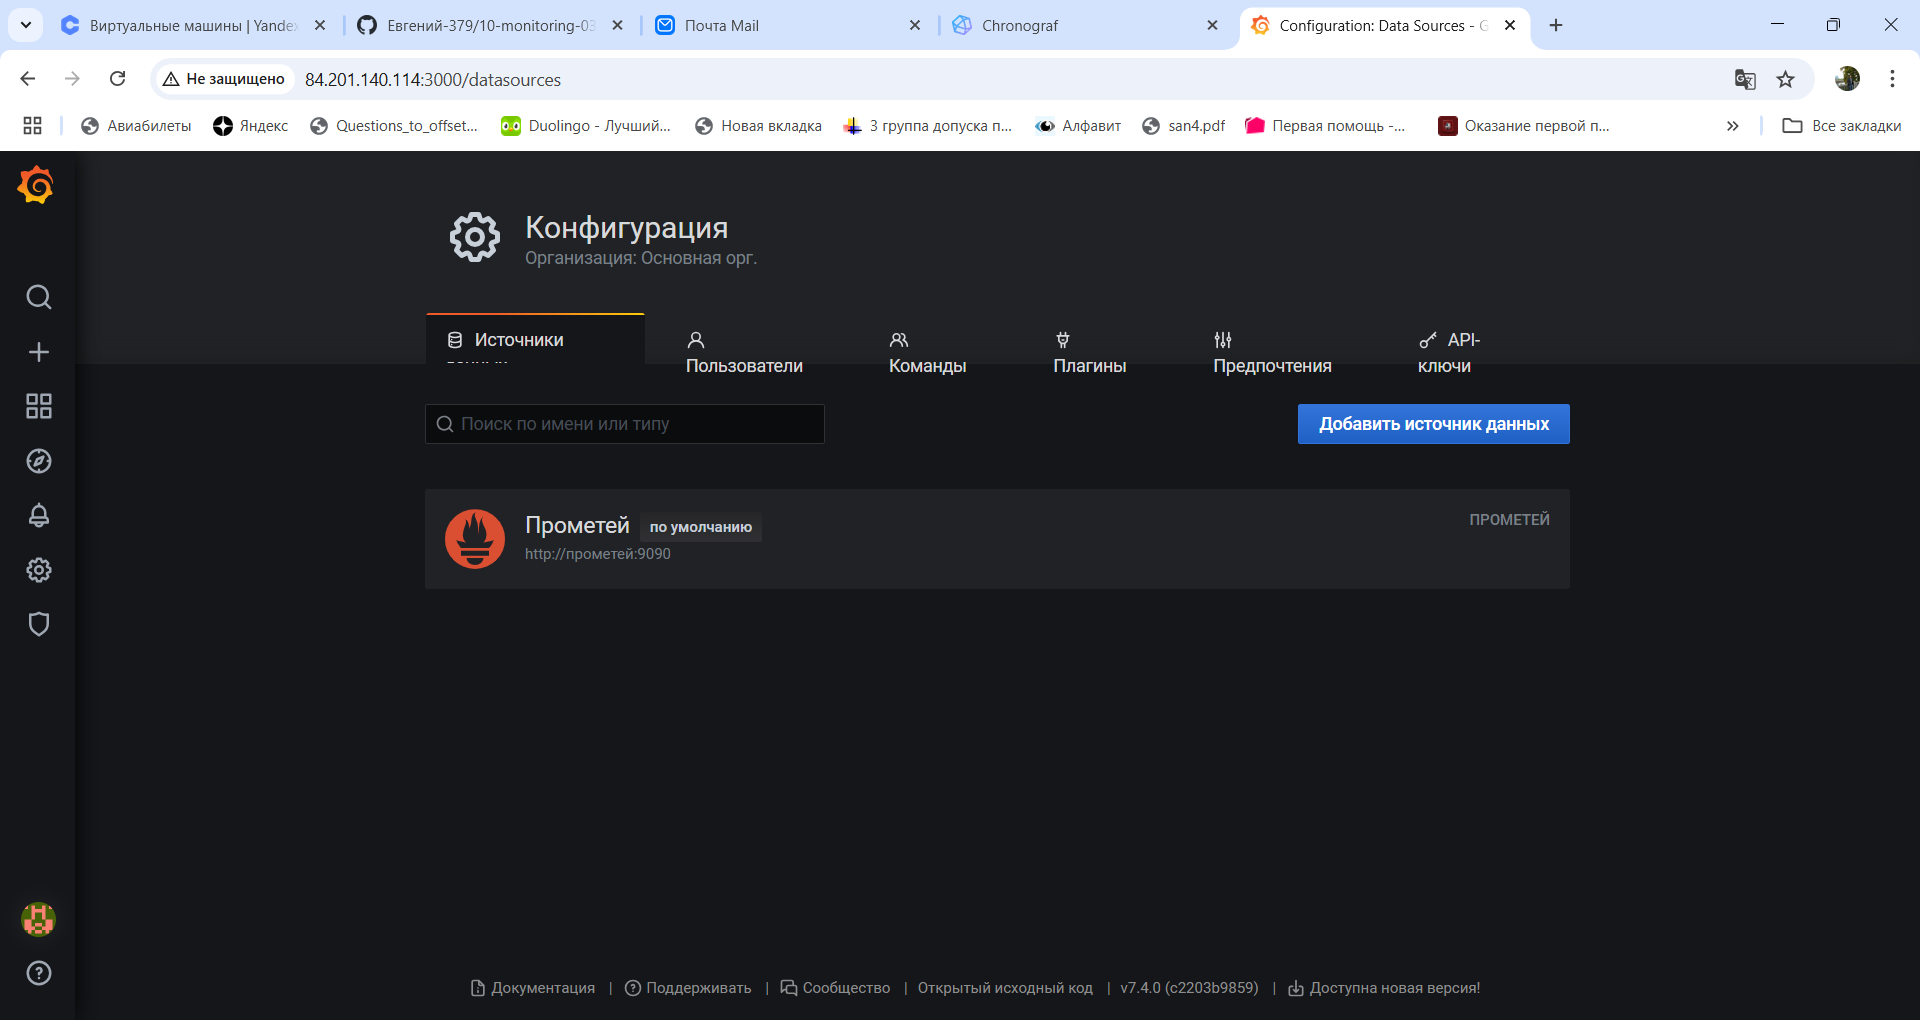 Виртуальные машины | Yandex
Евгений-379/10-monitoring-03
Почта Mail
Chronograf
Configuration: Data Sources - G
Не защищено
84.201.140.114:3000/datasources
Авиабилеты
Яндекс
Questions_to_offset...
Duolingo - Лучший...
Новая вкладка
3 группа допуска п...
Алфавит
san4.pdf
Первая помощь -...
Оказание первой п...
Все закладки
Конфигурация
Организация: Основная орг.
Источники
Пользователи
Команды
Плагины
Предпочтения
API-
ключи
Поиск по имени или типу
Добавить источник данных
Прометей
по умолчанию
ПРОМЕТЕЙ
http://прометей:9090
Документация | Поддерживать | Сообщество | Открытый исходный код | v7.4.0 (c2203b9859) | Доступна новая версия!